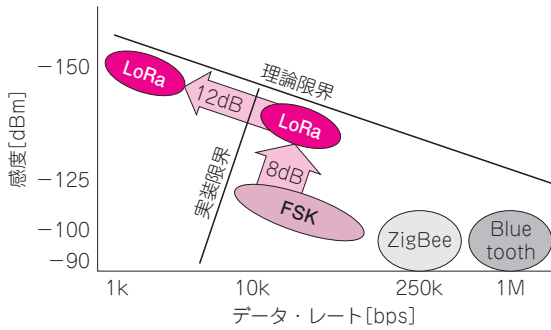 感度[dBm]
−150
−125
−100
−90
LoRa
12dB
理論限界
LoRa
実装限界
8dB
FSK
ZigBee
Blue
tooth
1k
10k
250k
1M
データ・レート[bps]